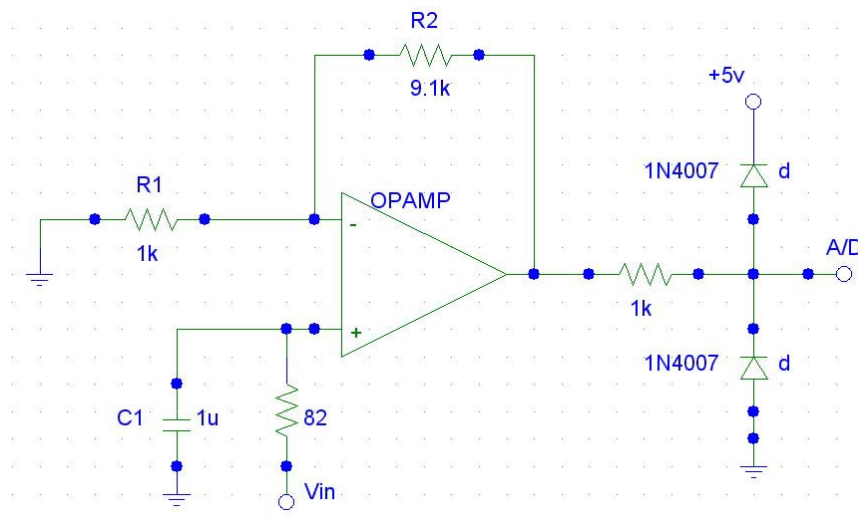 R2
9.1k
+5v
1N4007 d
R1
OPAMP
1k
-
A/D
1k
+
1N4007 d
C1 1u
82
Vin